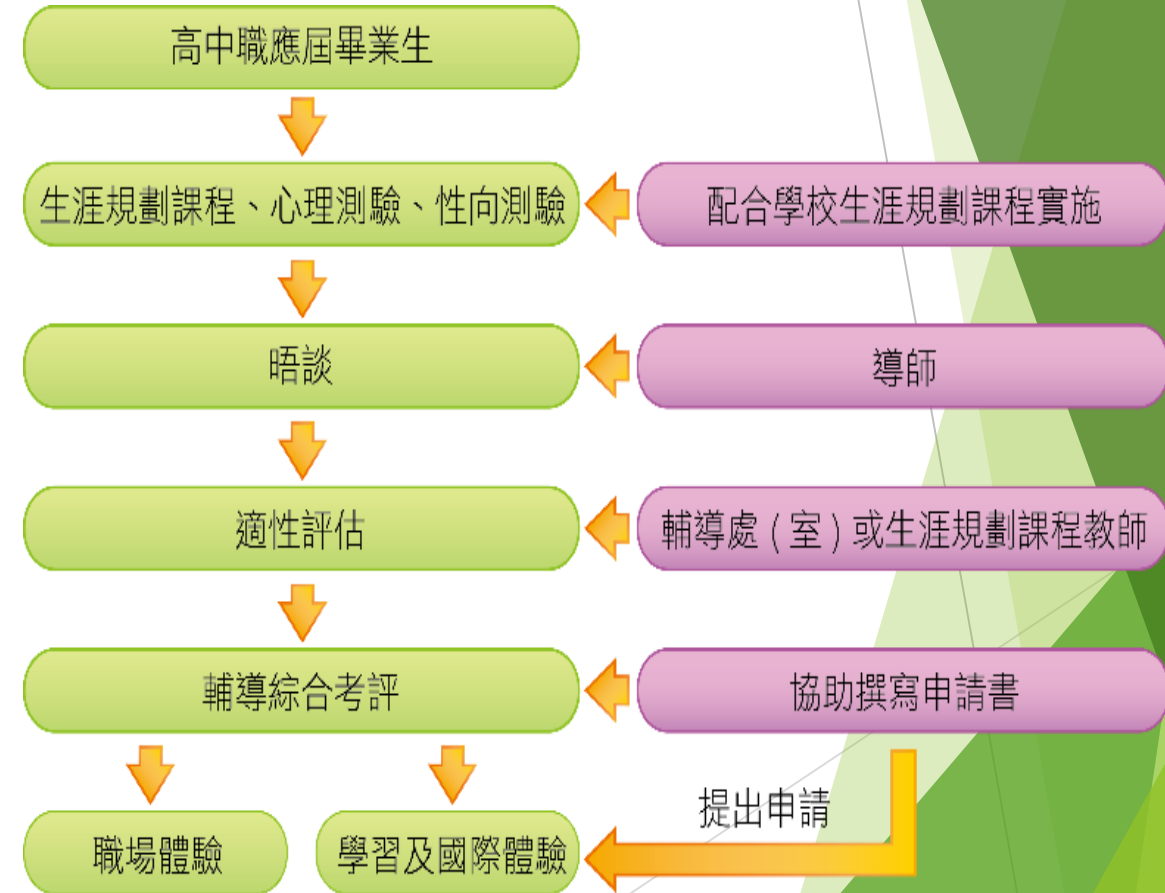 高中職應屆畢業生
生涯規劃課程、心理測驗、性向測驗
配合學校生涯規劃課程實施
晤談
導師
適性評估
輔導處（室）或生涯規劃課程教師
輔導綜合考評
協助撰寫申請書
提出申請
職場體驗
學習及國際體驗